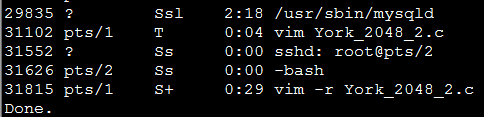 29835 ?        Ssl    2:18 /usr/sbin/mysqld
31102 pts/1    T      0:04 vim York_2048_2.c
31552 ?        Ss     0:00 sshd: root@pts/2
31626 pts/2    Ss     0:00 -bash
31815 pts/1    S+     0:29 vim -r York_2048_2.c
Done.